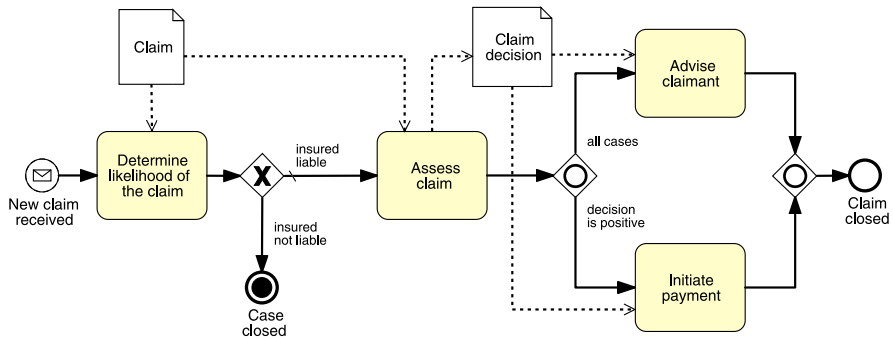 Claim
Claim
decision
Advise
claimant
insured
liable
all cases
Determine
likelihood of
the claim
X
Assess
claim
New claim
received
insured
not liable
decision
is positive
Claim
closed
Initiate
payment
Case
closed